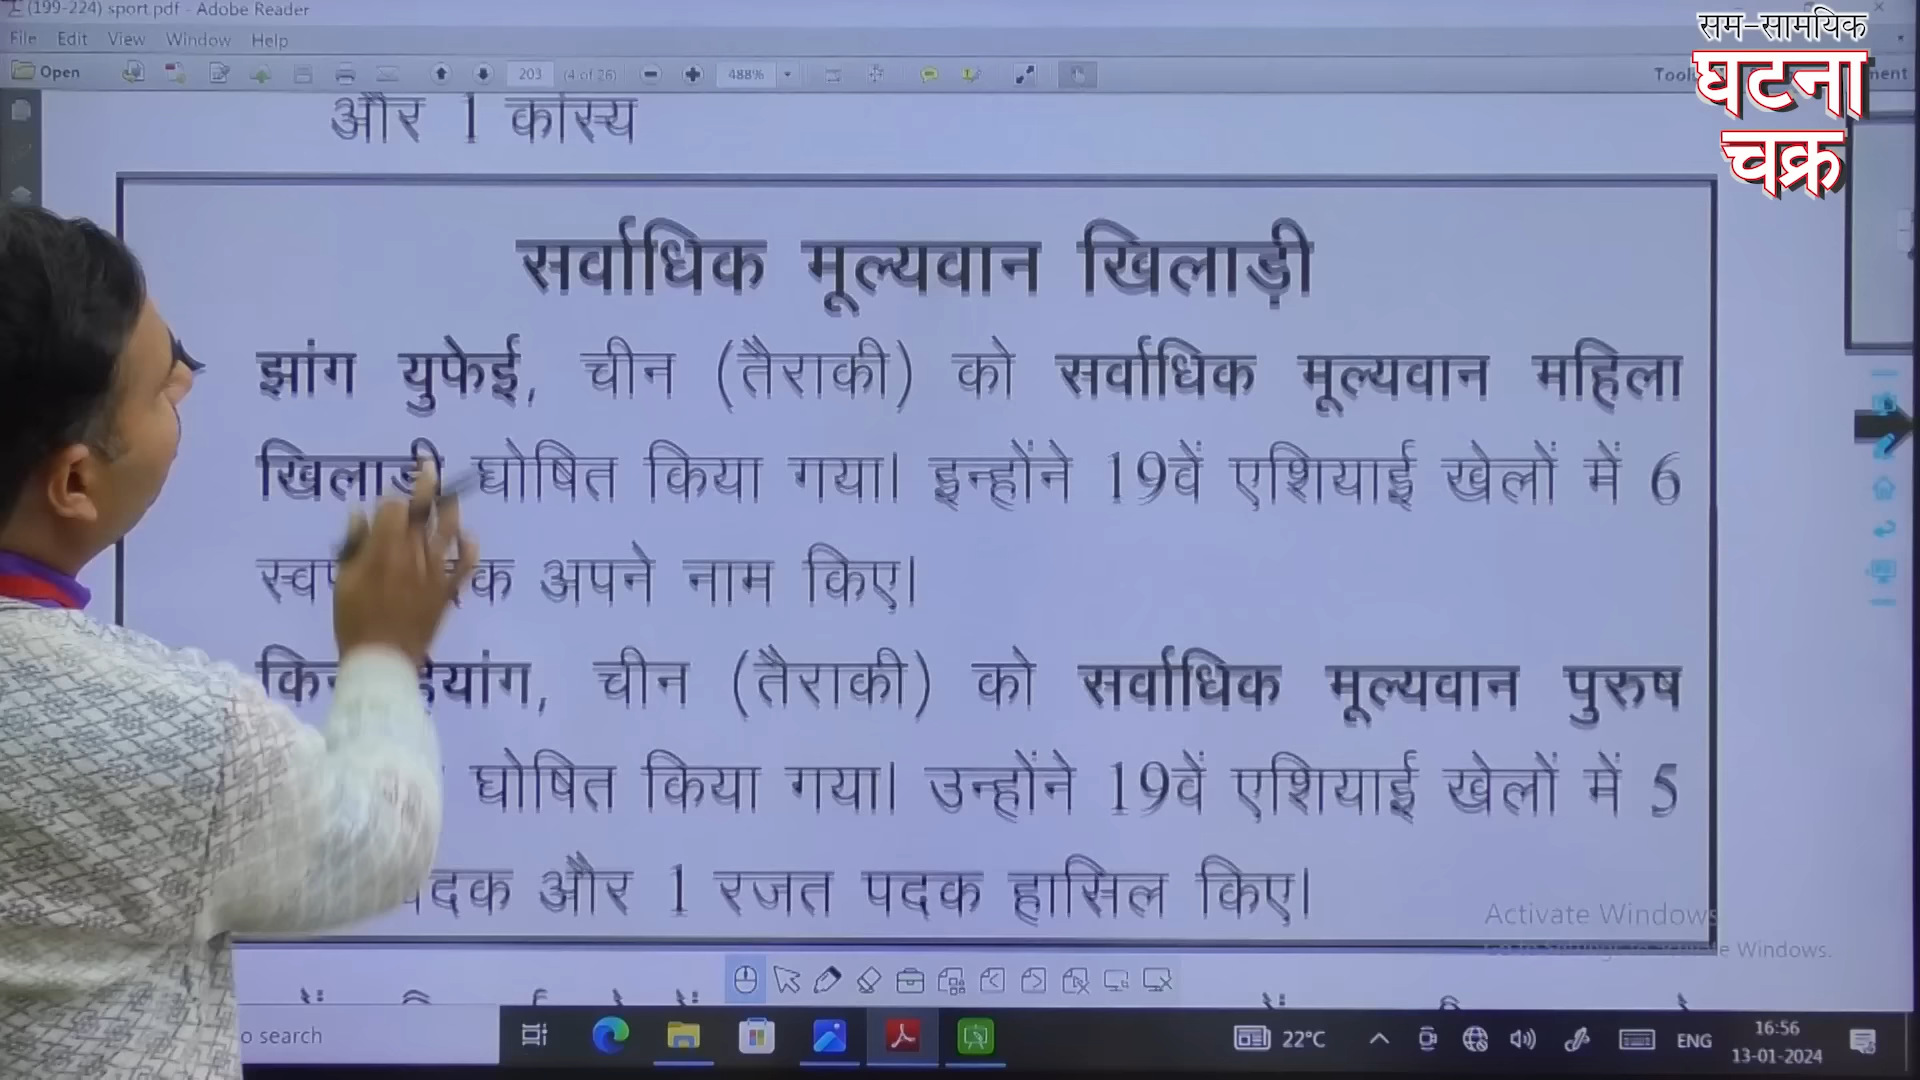 (199-224) sport.pdf - Adobe Reader
सम-सामयिक
घटना
चक्र
File Edit View Window Help
Open 203 (4 of 26) 488%
और 1 कांस्य
सर्वाधिक मूल्यवान खिलाड़ी
झांग युफेई, चीन (तैराकी) को सर्वाधिक मूल्यवान महिला
खिलाड़ी घोषित किया गया। इन्होंने 19वें एशियाई खेलों में 6
अपने नाम किए।
चीन (तैराकी) को सर्वाधिक मूल्यवान पुरुष
घोषित किया गया। उन्होंने 19वें एशियाई खेलों में 5
और 1 रजत पदक हासिल किए।
Activate Windows
Windows.
search
22°C ENG 16:56
13-01-2024